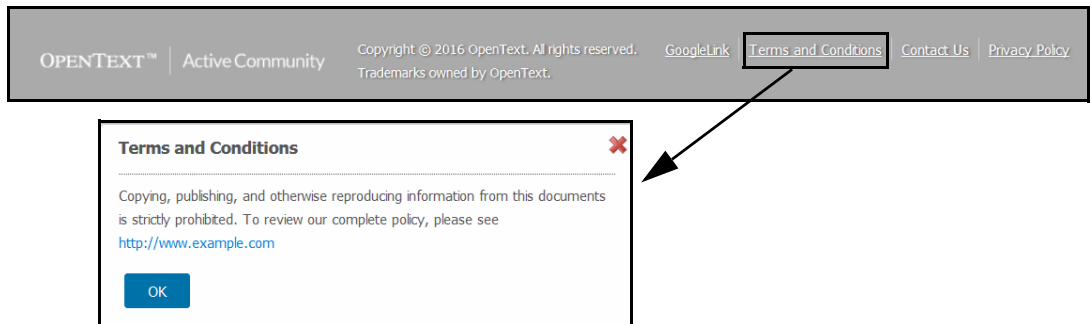 OPENTEXT™ | Active Community
Copyright © 2016 OpenText. All rights reserved.
Trademarks owned by OpenText.
GoogleLink | Terms and Conditions | Contact Us | Privacy Policy
Terms and Conditions
Copying, publishing, and otherwise reproducing information from this documents
is strictly prohibited. To review our complete policy, please see
http://www.example.com
OK